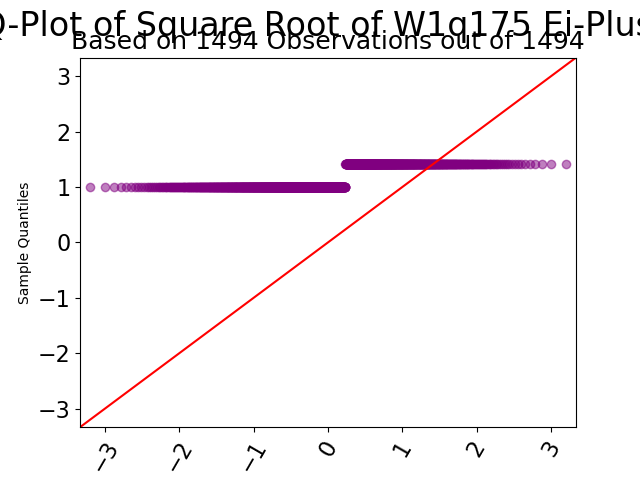 -Plot of Square Root of W1q175 Ei-Plus
Based on 1494 Observations out of 1494
3
2
1
0
−1
−2
−3
Sample Quantiles
−3 −2 −1 0 1 2 3